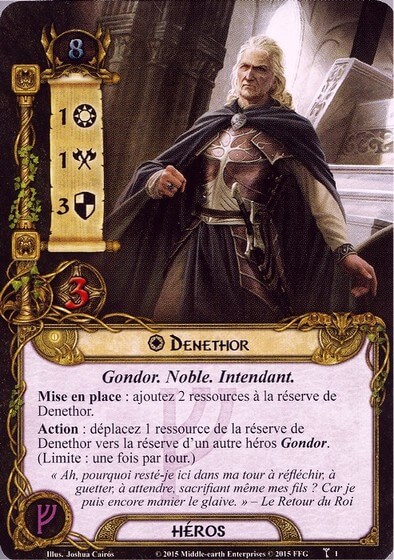 8
1
1
3
3
DENETHOR
Gondor. Noble. Intendant.
Mise en place : ajoutez 2 ressources à la réserve de
Denethor.
Action : déplacez 1 ressource de la réserve de
Denethor vers la réserve d'un autre héros Gondor.
(Limite : une fois par tour.)
« Ah, pourquoi resté-je ici dans ma tour à réfléchir, à
guetter, à attendre, sacrifiant même mes fils ? Car je
puis encore manier le glaive. » – Le Retour du Roi
HÉROS
Illus. Joshua Cairós © 2015 Middle-earth Enterprises © 2015 FFG 1